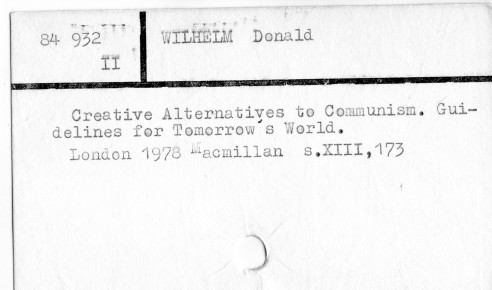 84 932 WILHELM Donald
II
Creative Alternatives to Communism. Gui-
delines for Tomorrow's World.
London 1978 Macmillan s.XIII,173